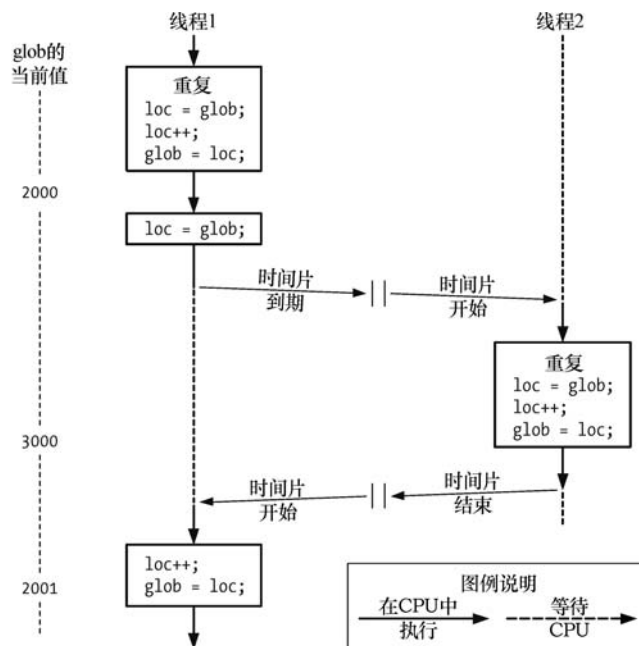 线程1
线程2
glob的
当前值
重复
loc = glob;
loc++;
glob = loc;
2000
loc = glob;
时间片
到期
时间片
开始
重复
loc = glob;
loc++;
glob = loc;
3000
时间片
开始
时间片
结束
loc++;
glob = loc;
2001
图例说明
在CPU中
执行
等待
CPU